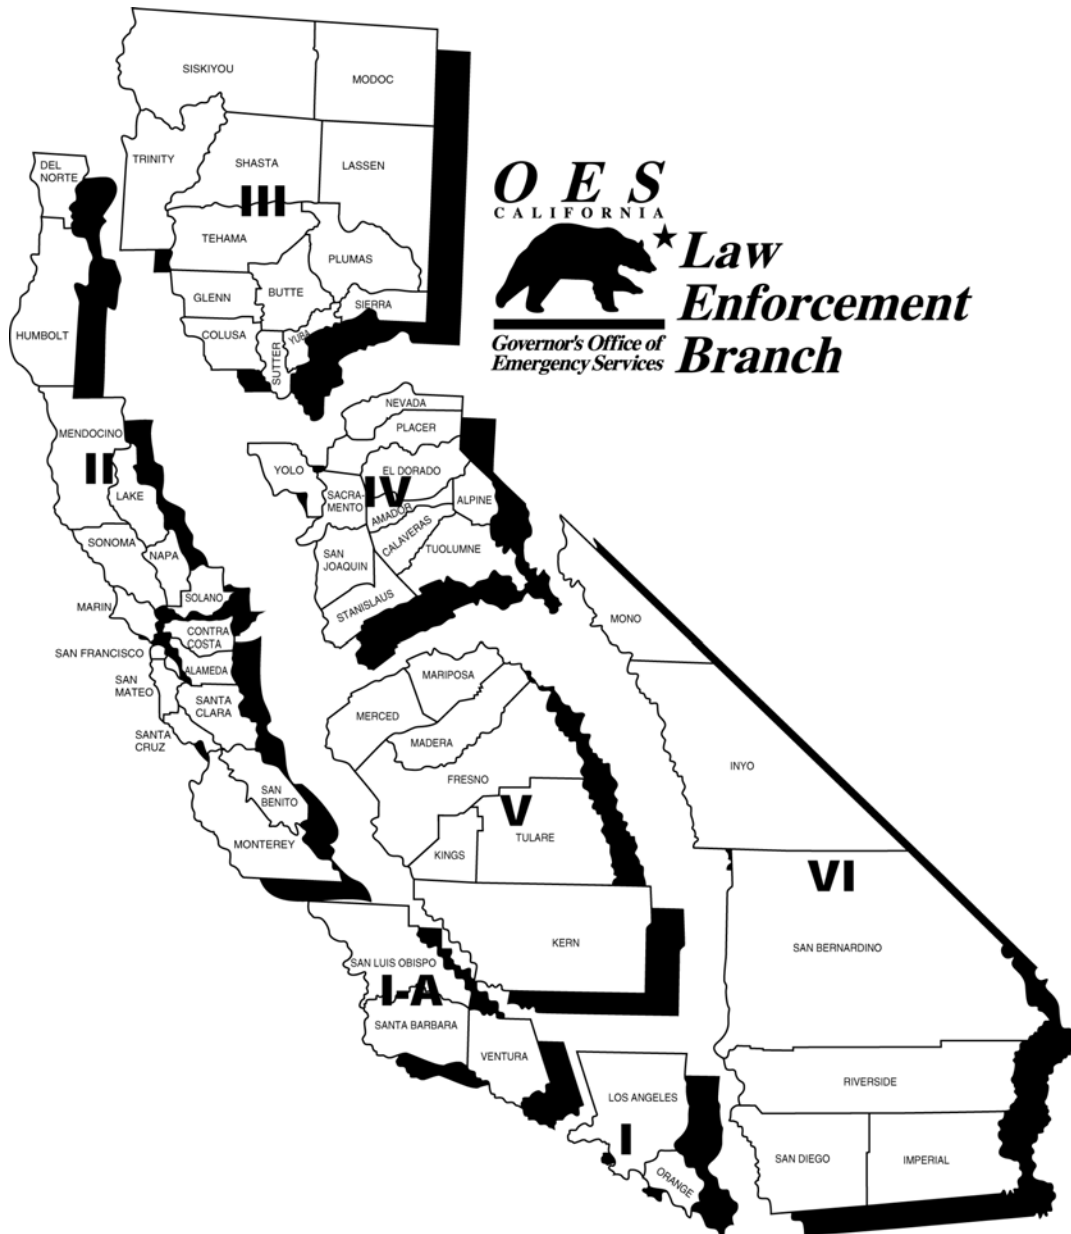 SISKIYOU
MODOC
TRINITY
SHASTA
LASSEN
III
TEHAMA
PLUMAS
GLENN
BUTTE
SIERRA
COLUSA
YUBA
SUTTER
O E S
CALIFORNIA
Governor's Office of
Emergency Services
Law
Enforcement
Branch
DEL
NORTE
HUMBOLT
MENDOCINO
II
LAKE
SONOMA
NAPA
MARIN
SOLANO
CONTRA
COSTA
SAN FRANCISCO
ALAMEDA
SAN
MATEO
SANTA
CLARA
SANTA
CRUZ
SAN
BENITO
MONTEREY
NEVADA
PLACER
YOLO
EL DORADO
IV
SACRA-
MENTO
AMADOR
ALPINE
CALAVERAS
TUOLUMNE
SAN
JOAQUIN
STANISLAUS
MARIPOSA
MERCED
MADERA
FRESNO
V
TULARE
KINGS
KERN
MONO
INYO
VI
SAN BERNARDINO
RIVERSIDE
SAN DIEGO
IMPERIAL
SAN LUIS OBISPO
I-A
SANTA BARBARA
VENTURA
LOS ANGELES
I
ORANGE